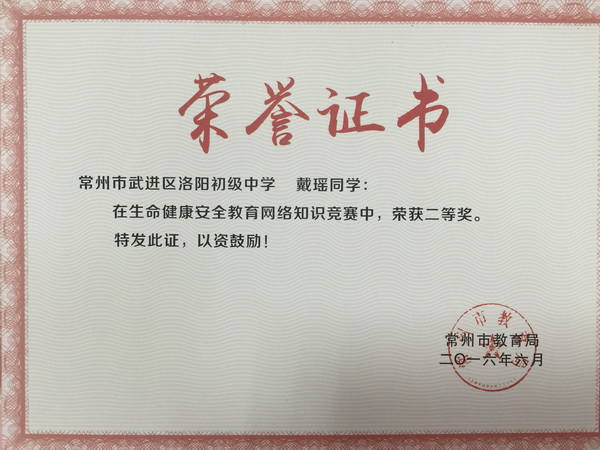 荣誉证书
常州市武进区洛阳初级中学 戴瑶同学:
在生命健康安全教育网络知识竞赛中,荣获二等奖。
特发此证,以资鼓励!
常州市教育局
二〇一六年六月